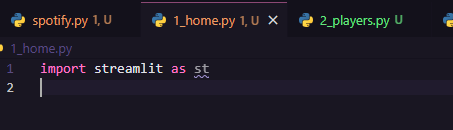 spotify.py 1, U 1_home.py 1, U × 2_players.py U
1_home.py
1 import streamlit as st
2